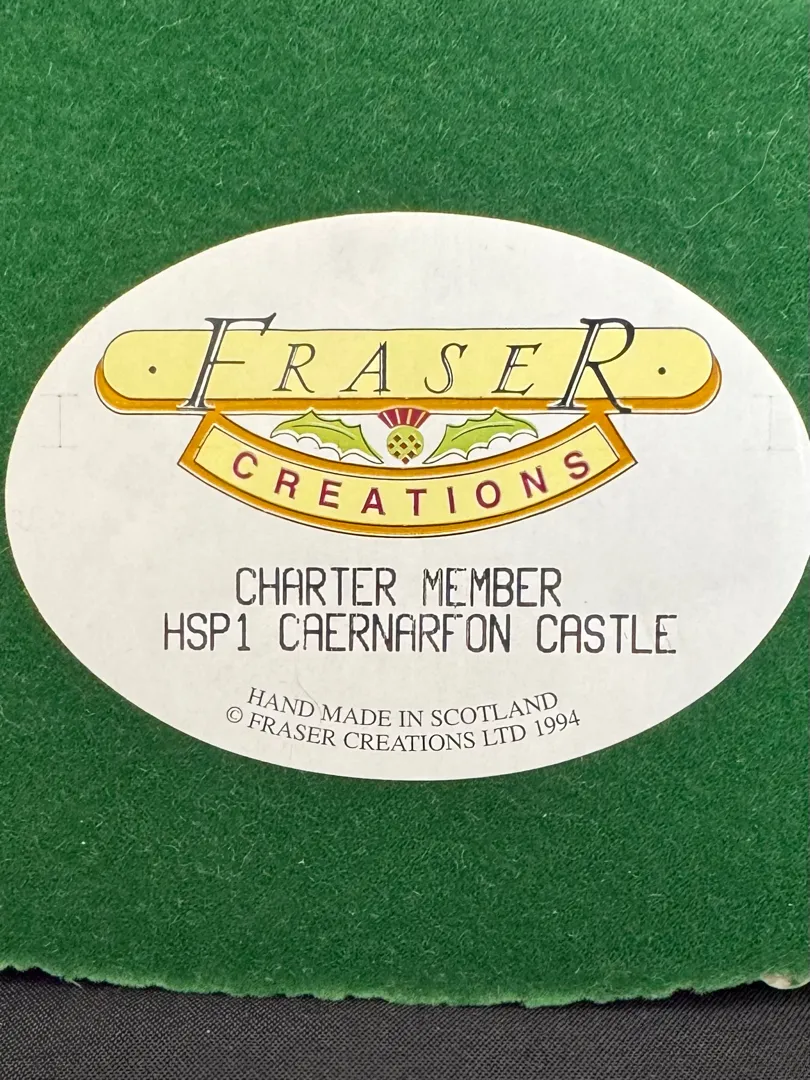 FRASER
CREATIONS
CHARTER MEMBER
HSP1 CAERNARFON CASTLE
HAND MADE IN SCOTLAND
© FRASER CREATIONS LTD 1994